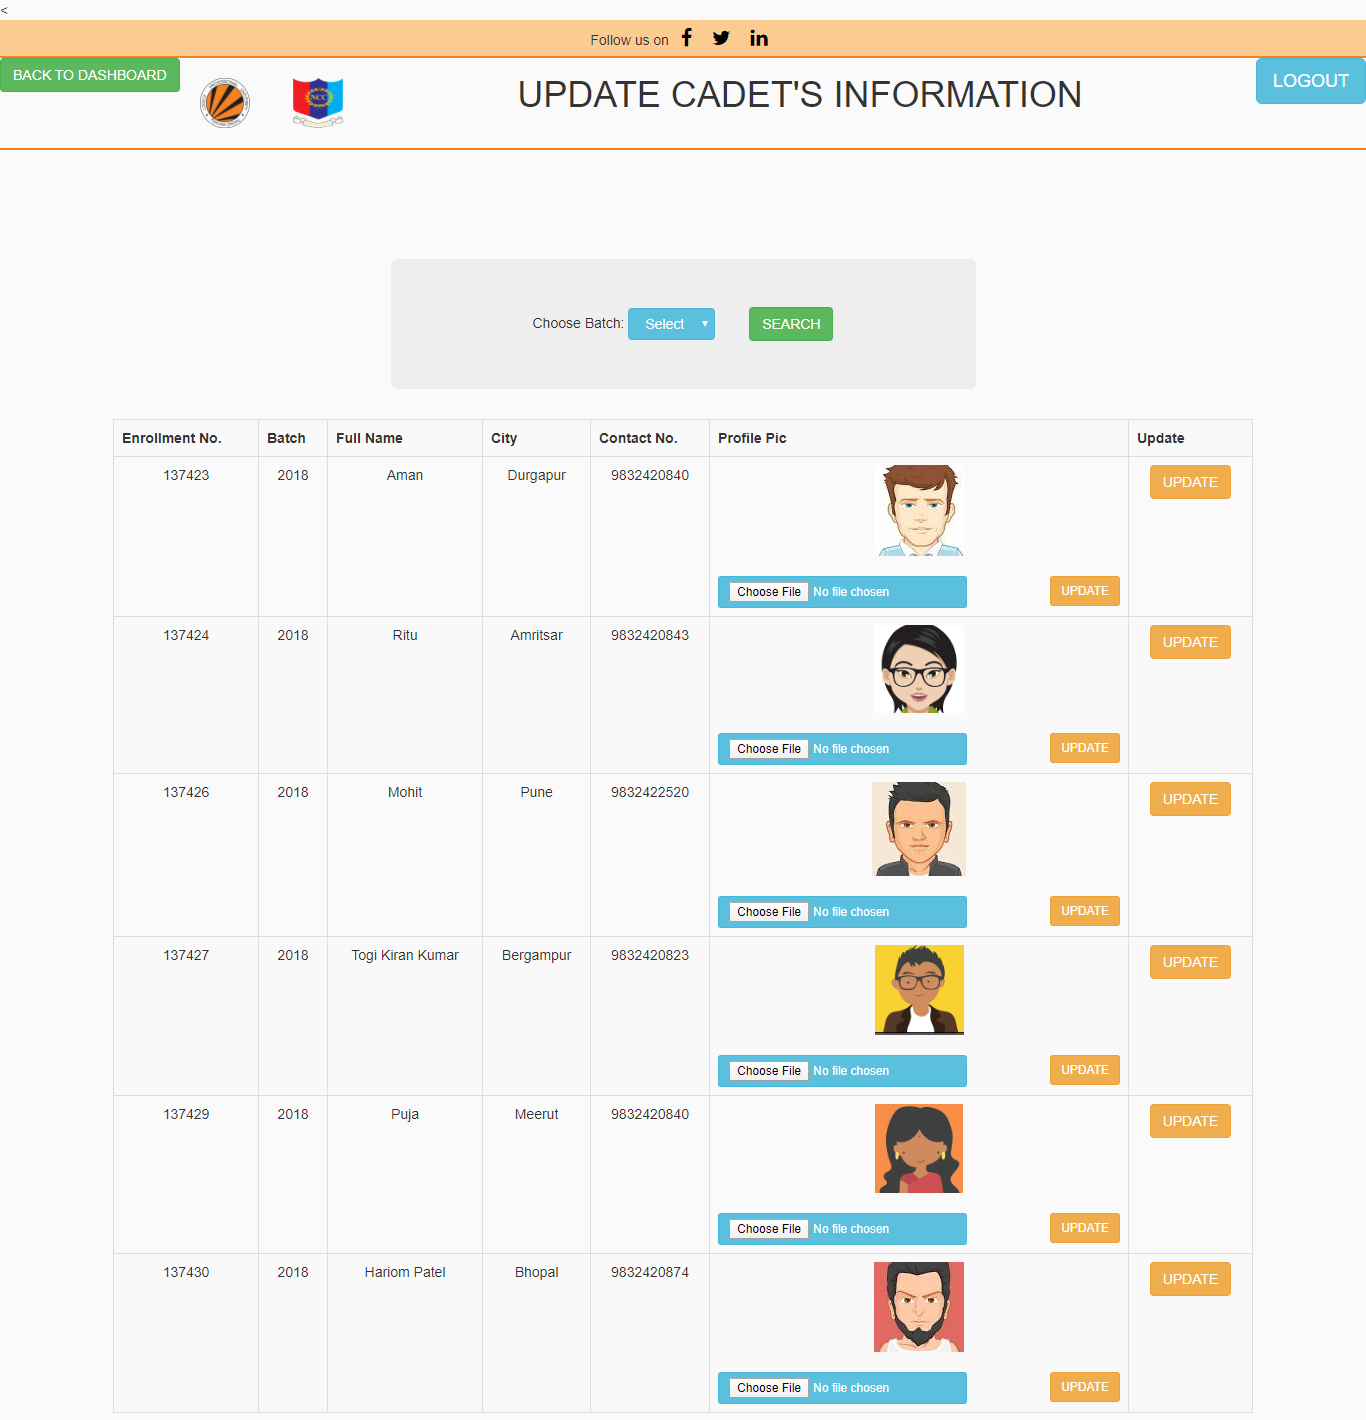 <
Follow us on
BACK TO DASHBOARD
NCC
UPDATE CADET'S INFORMATION
LOGOUT
Choose Batch: Select SEARCH
Enrollment No. Batch Full Name City Contact No. Profile Pic Update
137423 2018 Aman Durgapur 9832420840 UPDATE
Choose File No file chosen UPDATE
137424 2018 Ritu Amritsar 9832420843 UPDATE
Choose File No file chosen UPDATE
137426 2018 Mohit Pune 9832422520 UPDATE
Choose File No file chosen UPDATE
137427 2018 Togi Kiran Kumar Bergampur 9832420823 UPDATE
Choose File No file chosen UPDATE
137429 2018 Puja Meerut 9832420840 UPDATE
Choose File No file chosen UPDATE
137430 2018 Hariom Patel Bhopal 9832420874 UPDATE
Choose File No file chosen UPDATE